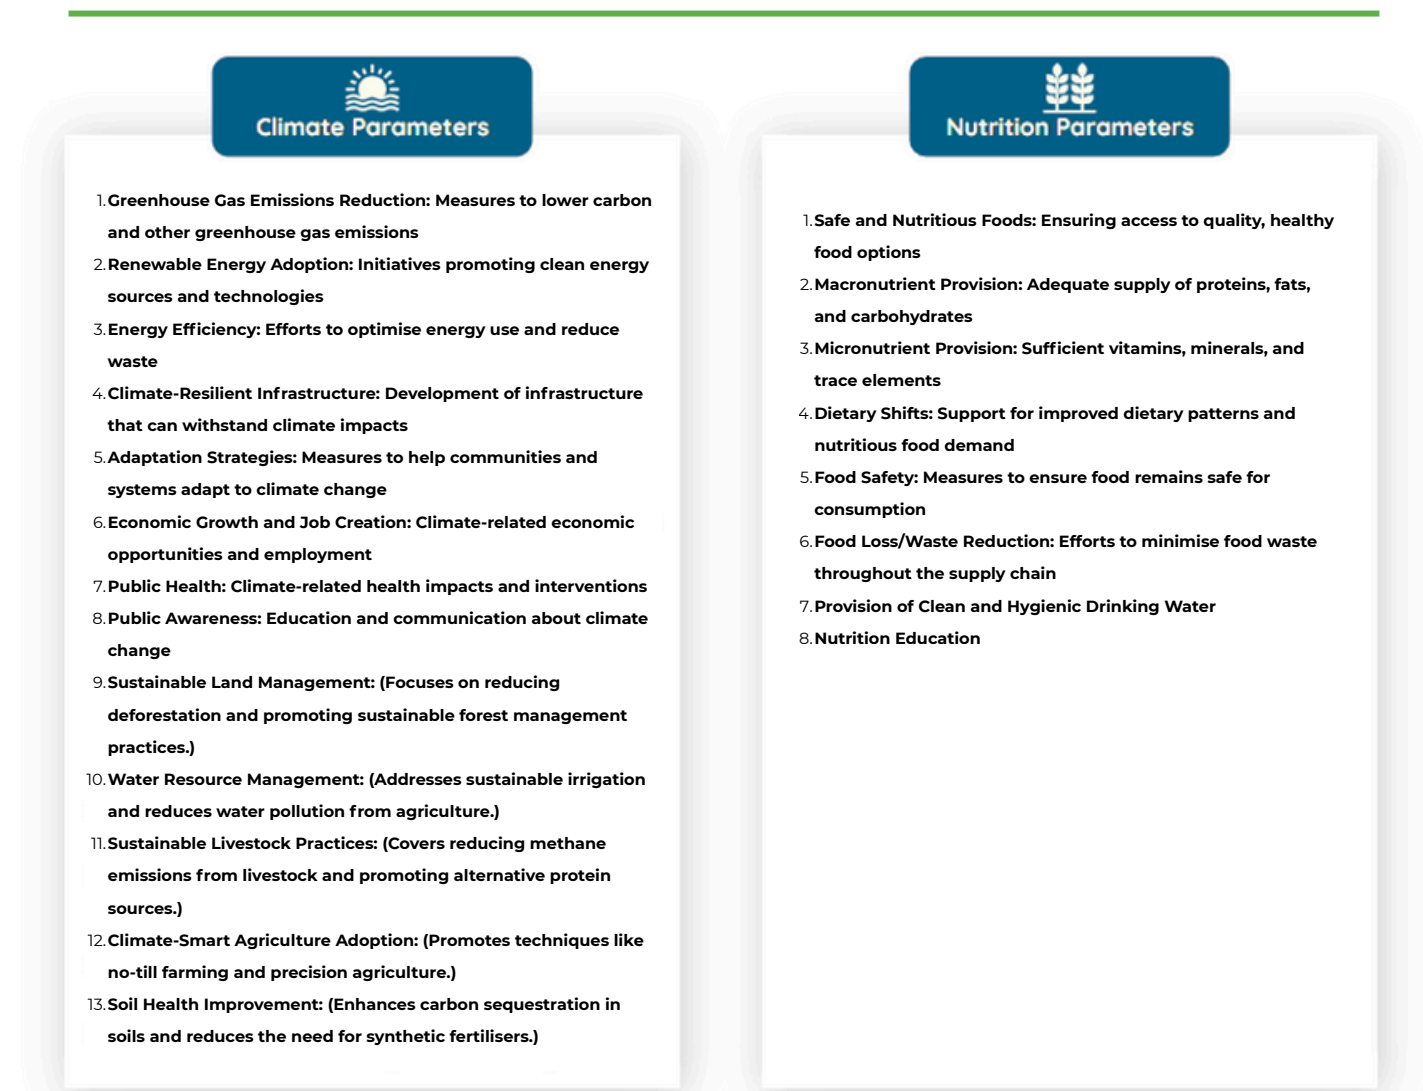 Climate Parameters
1. Greenhouse Gas Emissions Reduction: Measures to lower carbon
and other greenhouse gas emissions
2. Renewable Energy Adoption: Initiatives promoting clean energy
sources and technologies
3. Energy Efficiency: Efforts to optimise energy use and reduce
waste
4. Climate-Resilient Infrastructure: Development of infrastructure
that can withstand climate impacts
5. Adaptation Strategies: Measures to help communities and
systems adapt to climate change
6. Economic Growth and Job Creation: Climate-related economic
opportunities and employment
7. Public Health: Climate-related health impacts and interventions
8. Public Awareness: Education and communication about climate
change
9. Sustainable Land Management: (Focuses on reducing
deforestation and promoting sustainable forest management
practices.)
10. Water Resource Management: (Addresses sustainable irrigation
and reduces water pollution from agriculture.)
11. Sustainable Livestock Practices: (Covers reducing methane
emissions from livestock and promoting alternative protein
sources.)
12. Climate-Smart Agriculture Adoption: (Promotes techniques like
no-till farming and precision agriculture.)
13. Soil Health Improvement: (Enhances carbon sequestration in
soils and reduces the need for synthetic fertilisers.)
Nutrition Parameters
1. Safe and Nutritious Foods: Ensuring access to quality, healthy
food options
2. Macronutrient Provision: Adequate supply of proteins, fats,
and carbohydrates
3. Micronutrient Provision: Sufficient vitamins, minerals, and
trace elements
4. Dietary Shifts: Support for improved dietary patterns and
nutritious food demand
5. Food Safety: Measures to ensure food remains safe for
consumption
6. Food Loss/Waste Reduction: Efforts to minimise food waste
throughout the supply chain
7. Provision of Clean and Hygienic Drinking Water
8. Nutrition Education